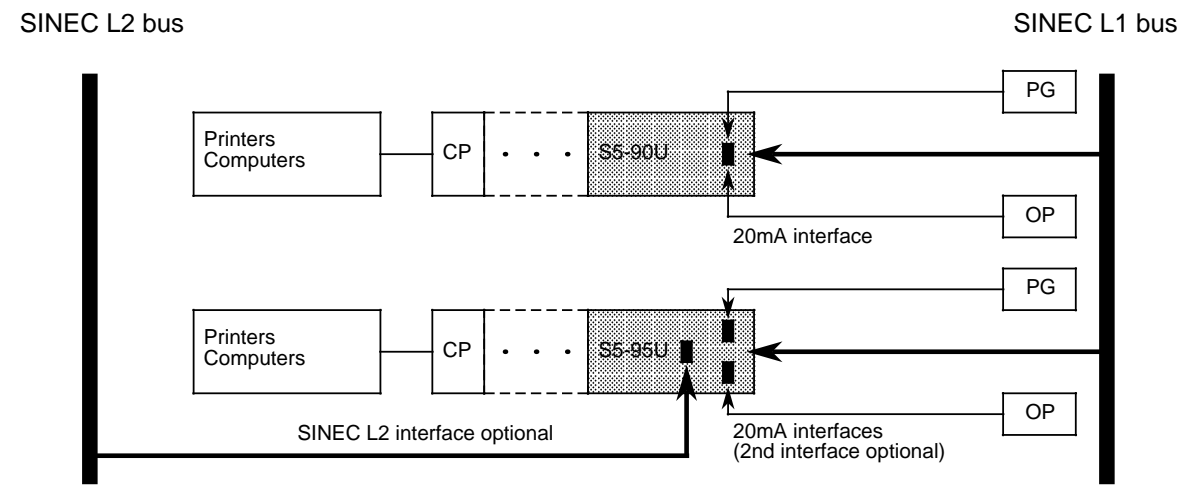 SINEC L2 bus
SINEC L1 bus
PG
Printers
Computers
CP
S5-90U
OP
20mA interface
PG
Printers
Computers
CP
S5-95U
OP
SINEC L2 interface optional
20mA interfaces
(2nd interface optional)